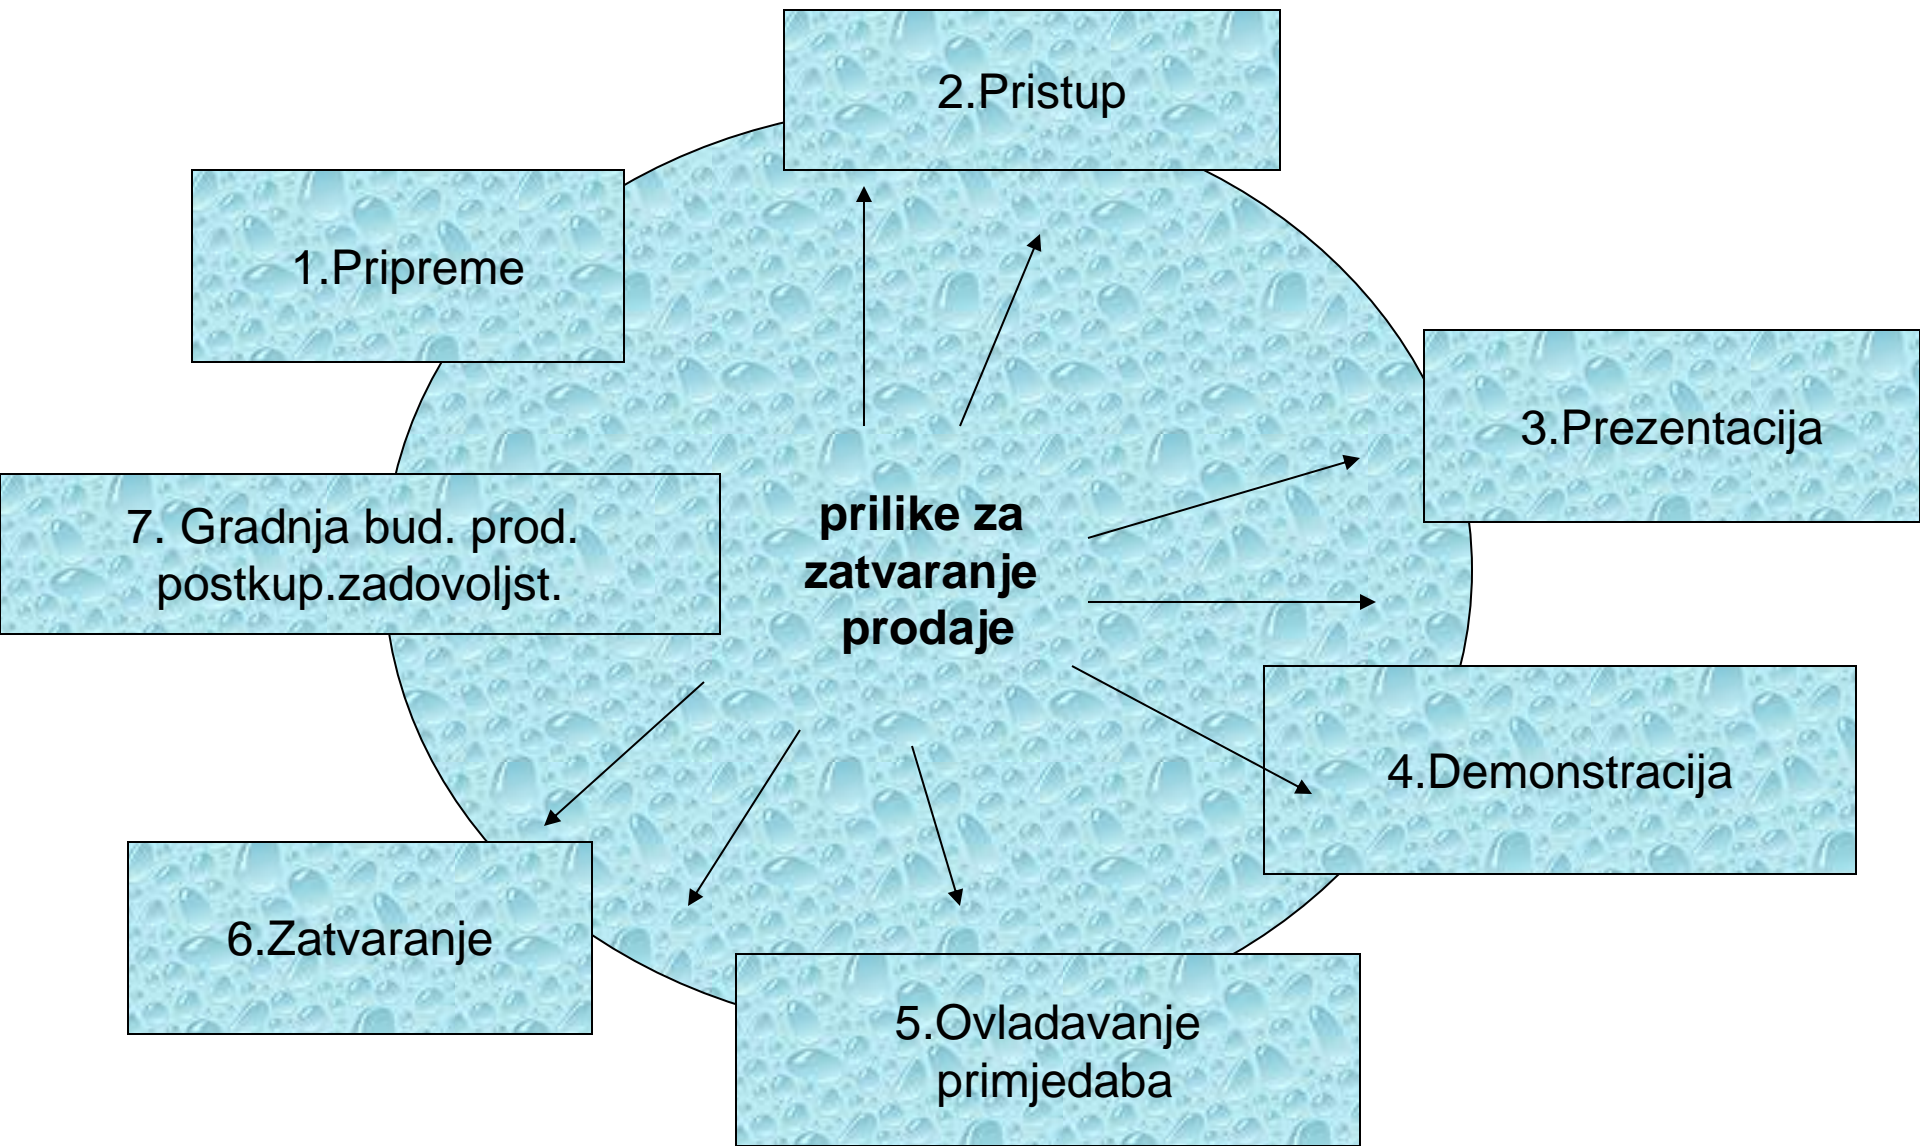 1.Pripreme
2.Pristup
3.Prezentacija
4.Demonstracija
5.Ovladavanje
primjedaba
6.Zatvaranje
7. Gradnja bud. prod.
postkup.zadovoljst.
prilike za
zatvaranje
prodaje